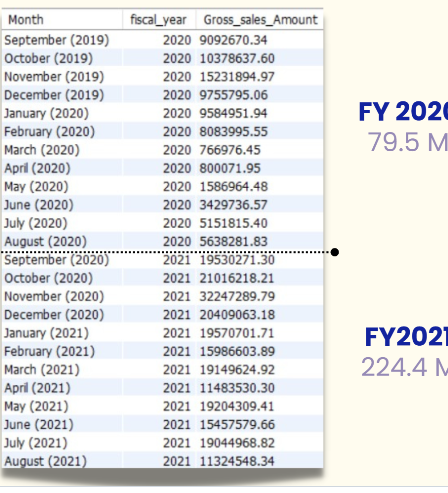 Month fiscal_year Gross_sales_Amount
September (2019) 2020 9092670.34
October (2019) 2020 10378637.60
November (2019) 2020 15231894.97
December (2019) 2020 9755795.06
January (2020) 2020 9584951.94
February (2020) 2020 8083995.55
March (2020) 2020 766976.45
April (2020) 2020 800071.95
May (2020) 2020 1586964.48
June (2020) 2020 3429736.57
July (2020) 2020 5151815.40
August (2020) 2020 5638281.83
September (2020) 2021 19530271.30
October (2020) 2021 21016218.21
November (2020) 2021 32247289.79
December (2020) 2021 20409063.18
January (2021) 2021 19570701.71
February (2021) 2021 15986603.89
March (2021) 2021 19149624.92
April (2021) 2021 11483530.30
May (2021) 2021 19204309.41
June (2021) 2021 15457579.66
July (2021) 2021 19044968.82
August (2021) 2021 11324548.34
FY 2020
79.5 M
FY2021
224.4 M